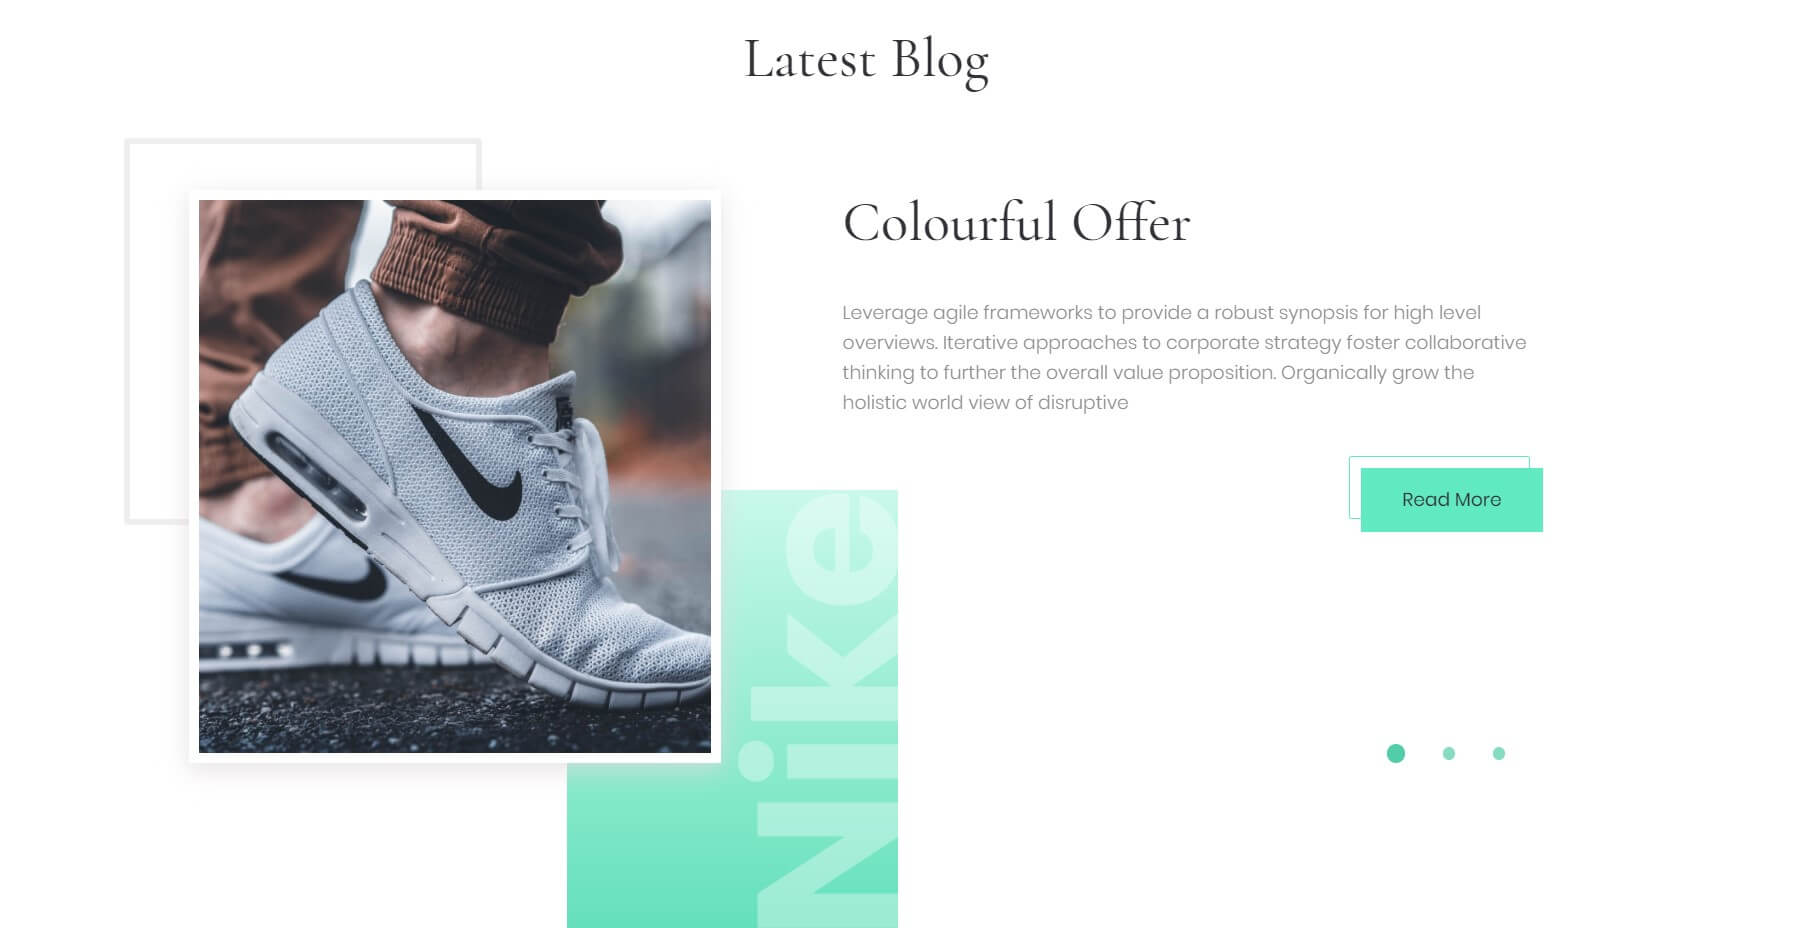 Latest Blog
Colourful Offer
Leverage agile frameworks to provide a robust synopsis for high level
overviews. Iterative approaches to corporate strategy foster collaborative
thinking to further the overall value proposition. Organically grow the
holistic world view of disruptive
Read More
Nike